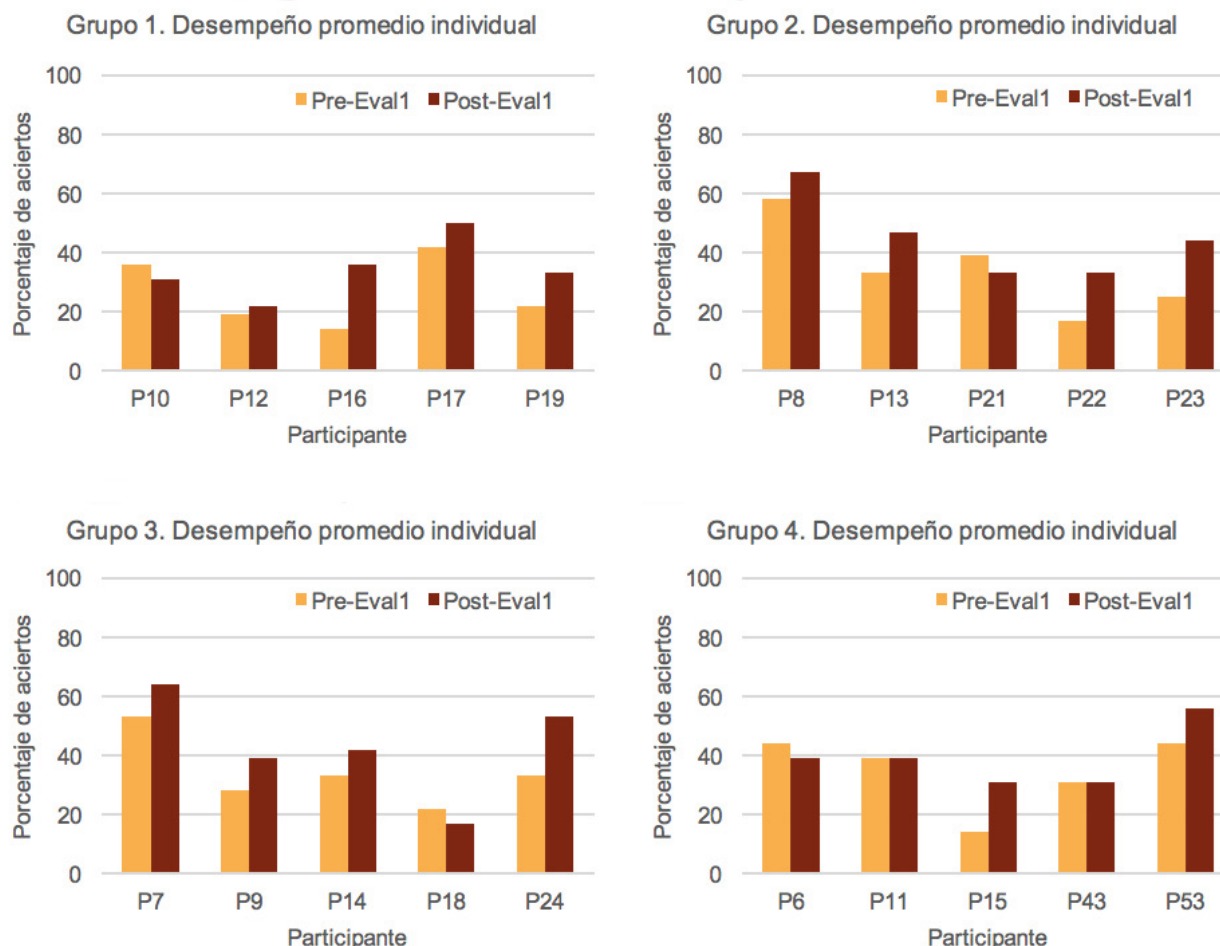 Grupo 1. Desempeño promedio individual
Pre-Eval1 Post-Eval1
Porcentaje de aciertos
100
80
60
40
20
0
P10 P12 P16 P17 P19
Participante
Grupo 2. Desempeño promedio individual
Pre-Eval1 Post-Eval1
Porcentaje de aciertos
100
80
60
40
20
0
P8 P13 P21 P22 P23
Participante
Grupo 3. Desempeño promedio individual
Pre-Eval1 Post-Eval1
Porcentaje de aciertos
100
80
60
40
20
0
P7 P9 P14 P18 P24
Participante
Grupo 4. Desempeño promedio individual
Pre-Eval1 Post-Eval1
Porcentaje de aciertos
100
80
60
40
20
0
P6 P11 P15 P43 P53
Participante